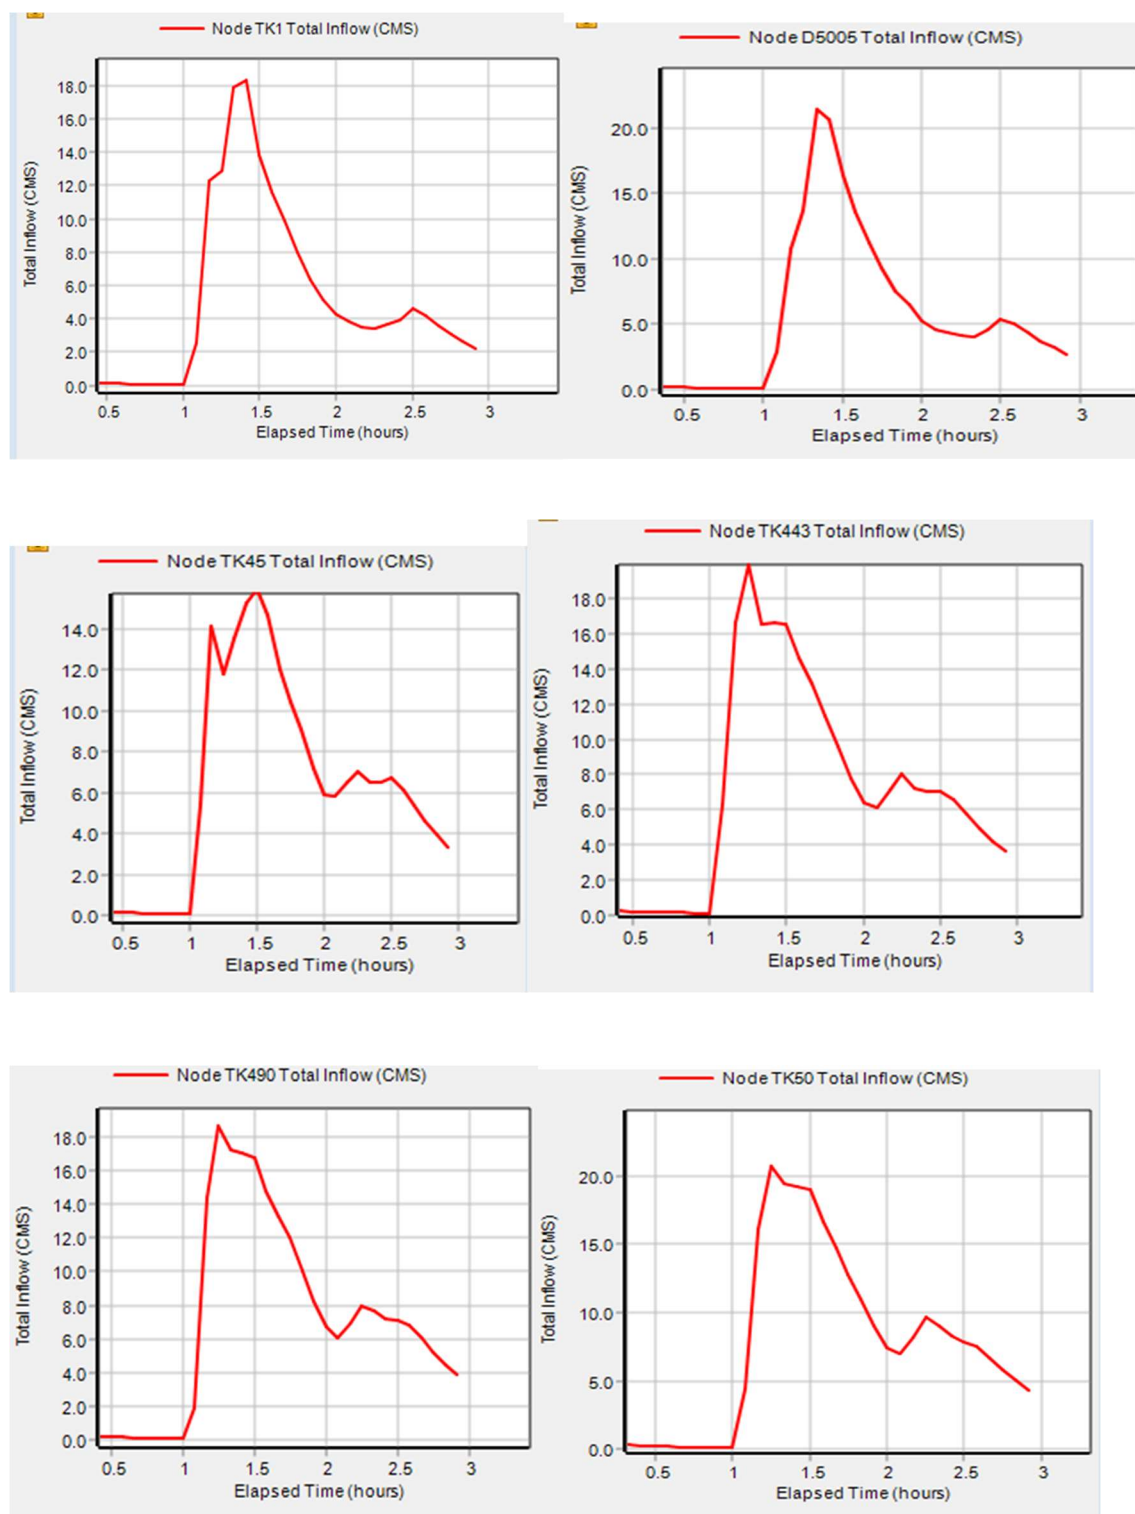 Node TK1 Total Inflow (CMS)
Total Inflow (CMS)
18.0
16.0
14.0
12.0
10.0
8.0
6.0
4.0
2.0
0.0
0.5 1 1.5 2 2.5 3
Elapsed Time (hours)
Node D5005 Total Inflow (CMS)
Total Inflow (CMS)
20.0
15.0
10.0
5.0
0.0
0.5 1 1.5 2 2.5 3
Elapsed Time (hours)
Node TK45 Total Inflow (CMS)
Total Inflow (CMS)
14.0
12.0
10.0
8.0
6.0
4.0
2.0
0.0
0.5 1 1.5 2 2.5 3
Elapsed Time (hours)
Node TK443 Total Inflow (CMS)
Total Inflow (CMS)
18.0
16.0
14.0
12.0
10.0
8.0
6.0
4.0
2.0
0.0
0.5 1 1.5 2 2.5 3
Elapsed Time (hours)
Node TK490 Total Inflow (CMS)
Total Inflow (CMS)
18.0
16.0
14.0
12.0
10.0
8.0
6.0
4.0
2.0
0.0
0.5 1 1.5 2 2.5 3
Elapsed Time (hours)
Node TK50 Total Inflow (CMS)
Total Inflow (CMS)
20.0
15.0
10.0
5.0
0.0
0.5 1 1.5 2 2.5 3
Elapsed Time (hours)